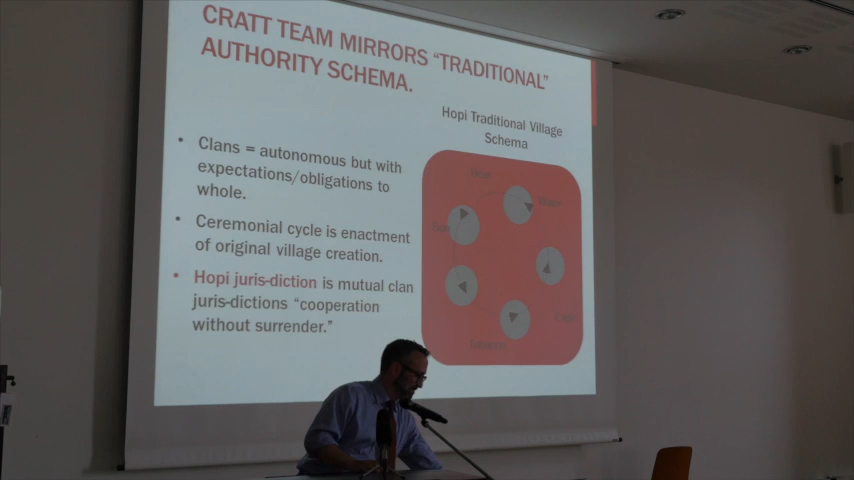 CRATT TEAM MIRRORS “TRADITIONAL”
AUTHORITY SCHEMA.
Hopi Traditional Village
Schema
• Clans = autonomous but with
expectations/obligations to
whole.
• Ceremonial cycle is enactment
of original village creation.
• Hopi juris-diction is mutual clan
juris-dictions “cooperation
without surrender.”